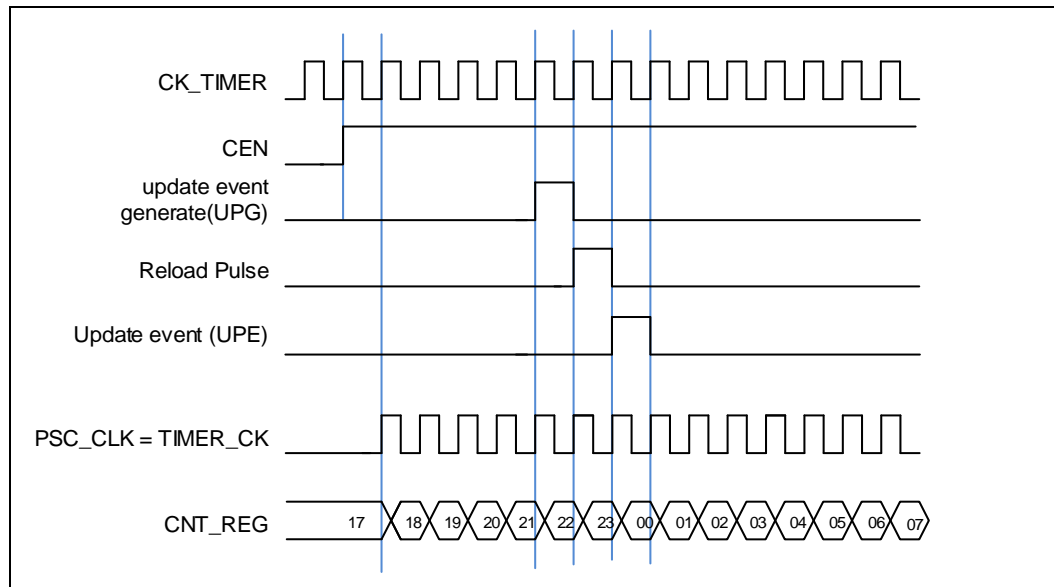 CK_TIMER
CEN
update event
generate(UPG)
Reload Pulse
Update event (UPE)
PSC_CLK = TIMER_CK
CNT_REG 17 18 19 20 21 22 23 00 01 02 03 04 05 06 07